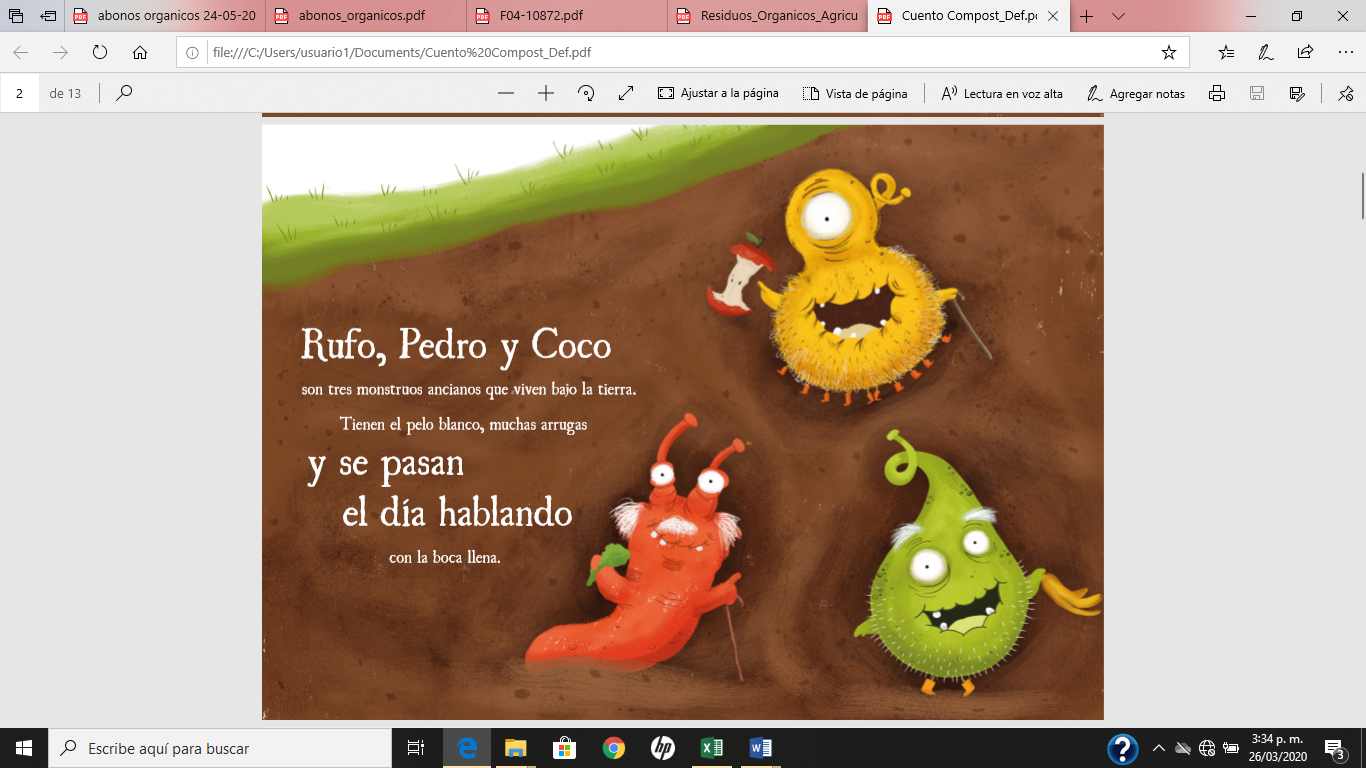 abonos organicos 24-05-20
abonos_organicos.pdf
F04-10872.pdf
Residuos_Organicos_Agricu
Cuento Compost_Def.p
file:///C:/Users/usuario1/Documents/Cuento%20Compost_Def.pdf
2 de 13
Ajustar a la página
Vista de página
Lectura en voz alta
Agregar notas
Rufo, Pedro y Coco
son tres monstruos ancianos que viven bajo la tierra.
Tienen el pelo blanco, muchas arrugas
y se pasan
el día hablando
con la boca llena.
Escribe aquí para buscar
3:34 p. m.
26/03/2020
3